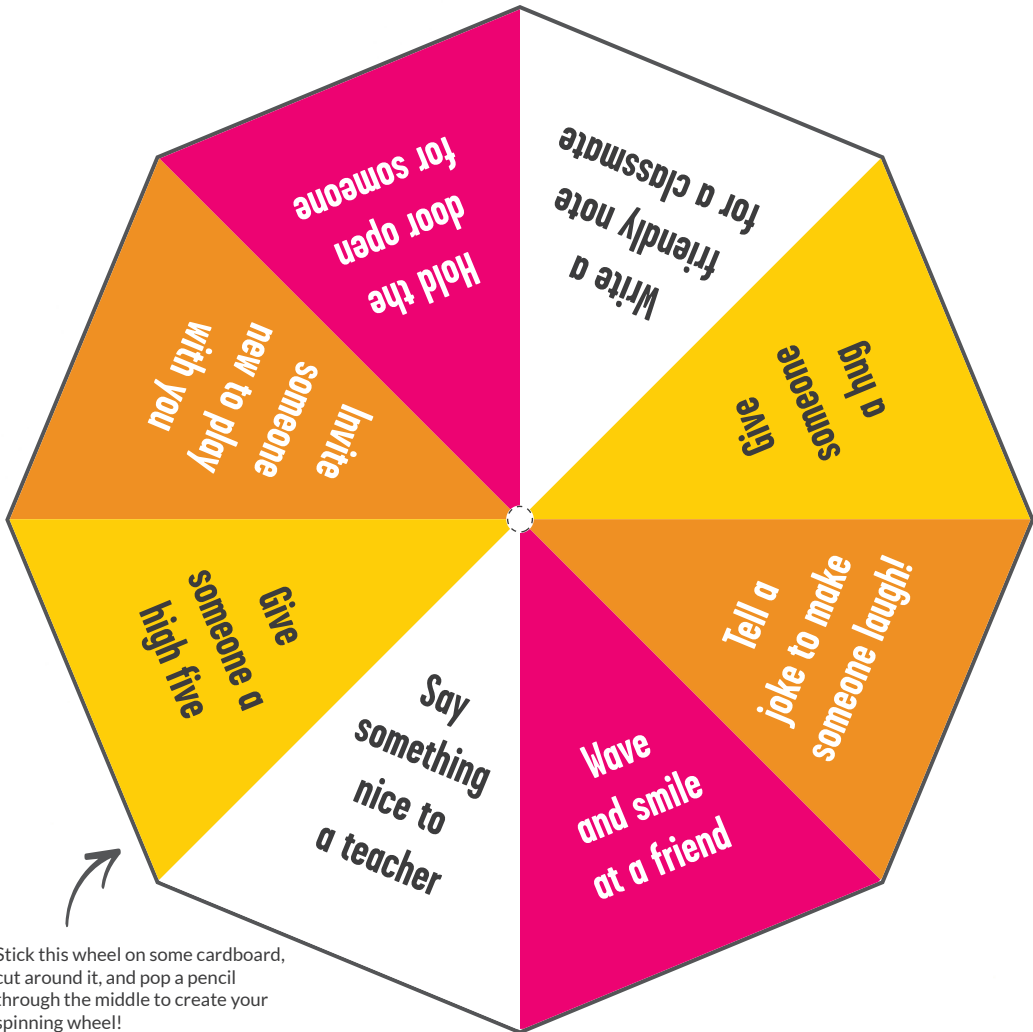 Write a
friendly note
for a classmate
Give
someone
a hug
Tell a
joke to make
someone laugh!
Wave
and smile
at a friend
Say
something
nice to
a teacher
Give
someone a
high five
Invite
someone
new to play
with you
Hold the
door open
for someone
Stick this wheel on some cardboard,
cut around it, and pop a pencil
through the middle to create your
spinning wheel!